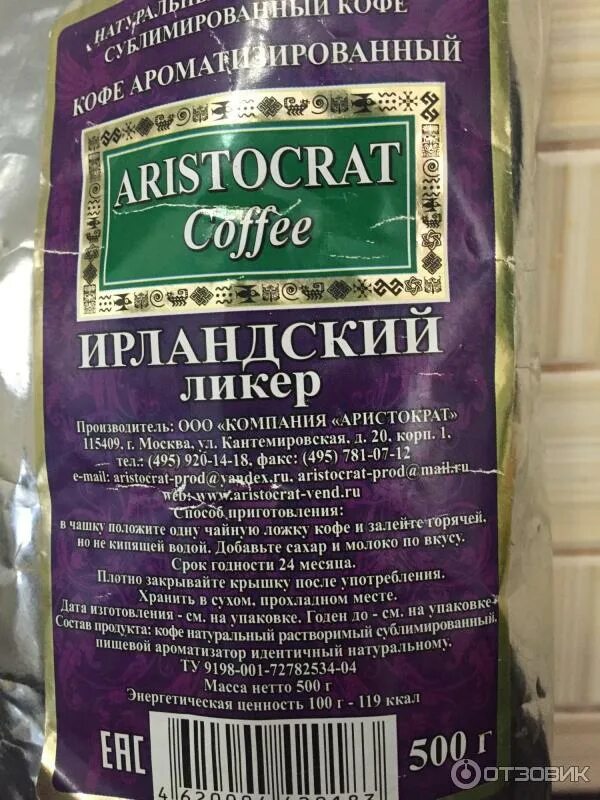 СУБЛИМИРОВАННЫЙ КОФЕ
КОФЕ АРОМАТИЗИРОВАННЫЙ
ARISTOCRAT
Coffee
ИРЛАНДСКИЙ
ликер
Производитель: ООО «КОМПАНИЯ «АРИСТОКРАТ»
115409, г. Москва, ул. Кантемировская, д. 20, корп. 1,
тел.: (495) 920-14-18, факс: (495) 781-07-12
e-mail: aristocrat-prod@yandex.ru, aristocrat-prod@mail.ru
web: www.aristocrat-vend.ru
Способ приготовления:
в чашку положите одну чайную ложку кофе и залейте горячей,
но не кипящей водой. Добавьте сахар и молоко по вкусу.
Срок годности 24 месяца.
Плотно закрывайте крышку после употребления.
Хранить в сухом, прохладном месте.
Дата изготовления - см. на упаковке. Годен до - см. на упаковке
Состав продукта: кофе натуральный растворимый сублимированный,
пищевой ароматизатор идентичный натуральному.
ТУ 9198-001-72782534-04
Масса нетто 500 г
Энергетическая ценность 100 г - 119 ккал
ЕАС
500 г
ОТЗОВИК